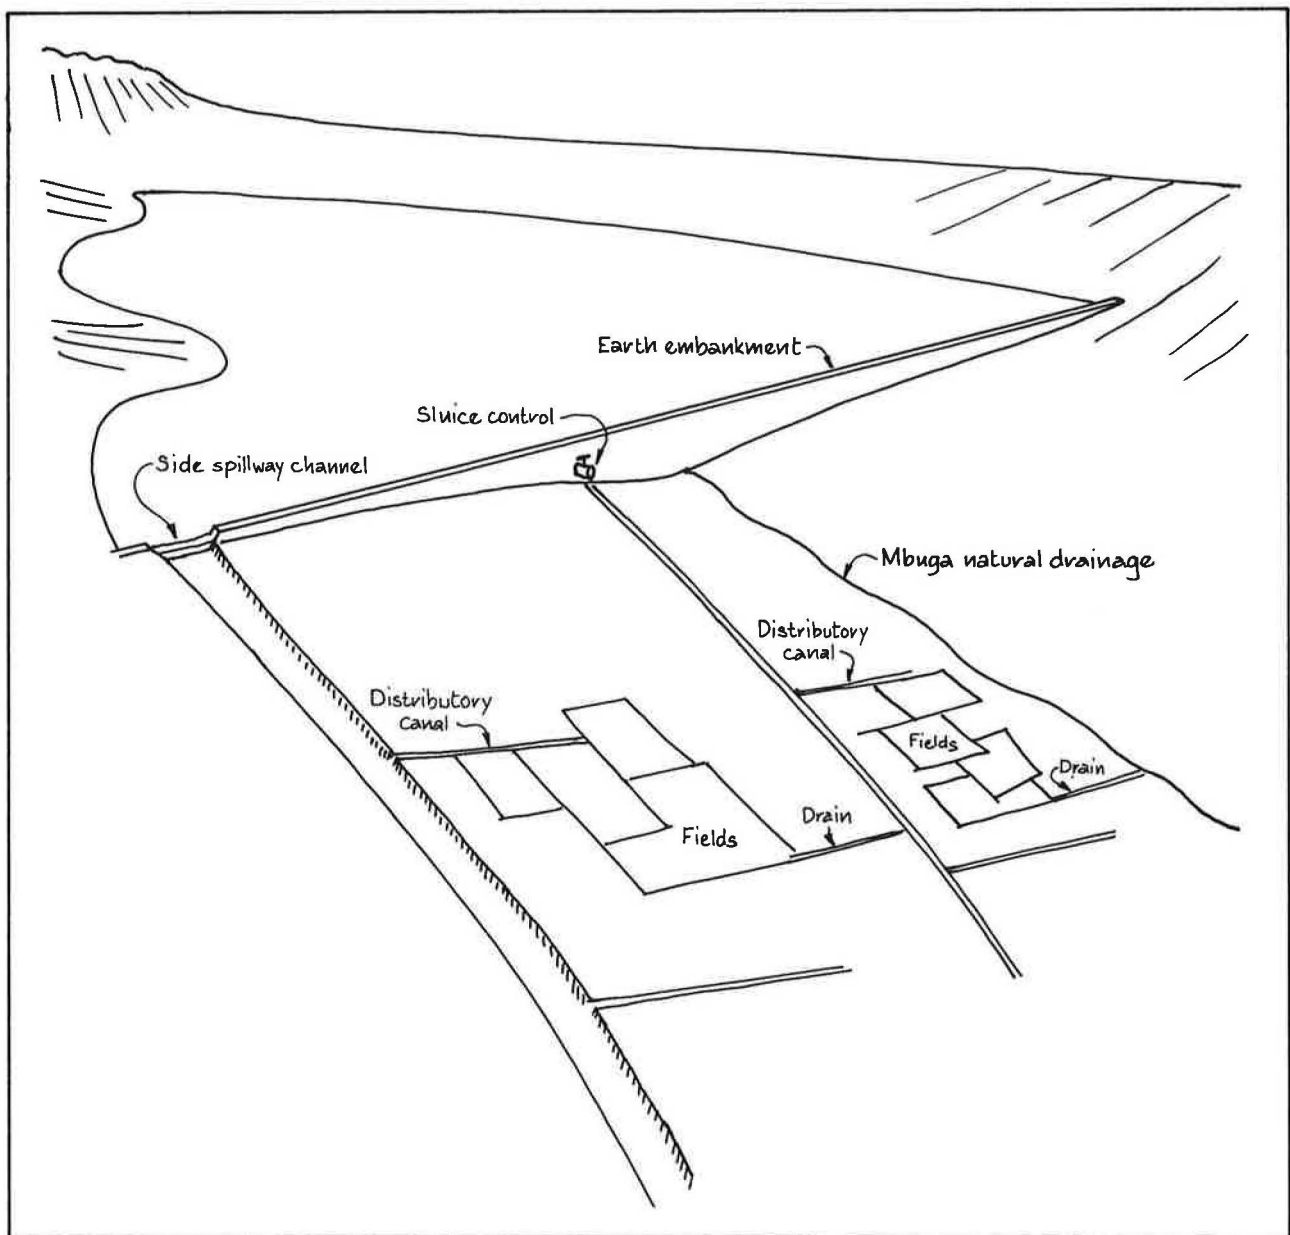 Earth embankment
Sluice control
Side spillway channel
Mbuga natural drainage
Distributory
canal
Distributory
canal
Fields
Drain
Drain
Fields